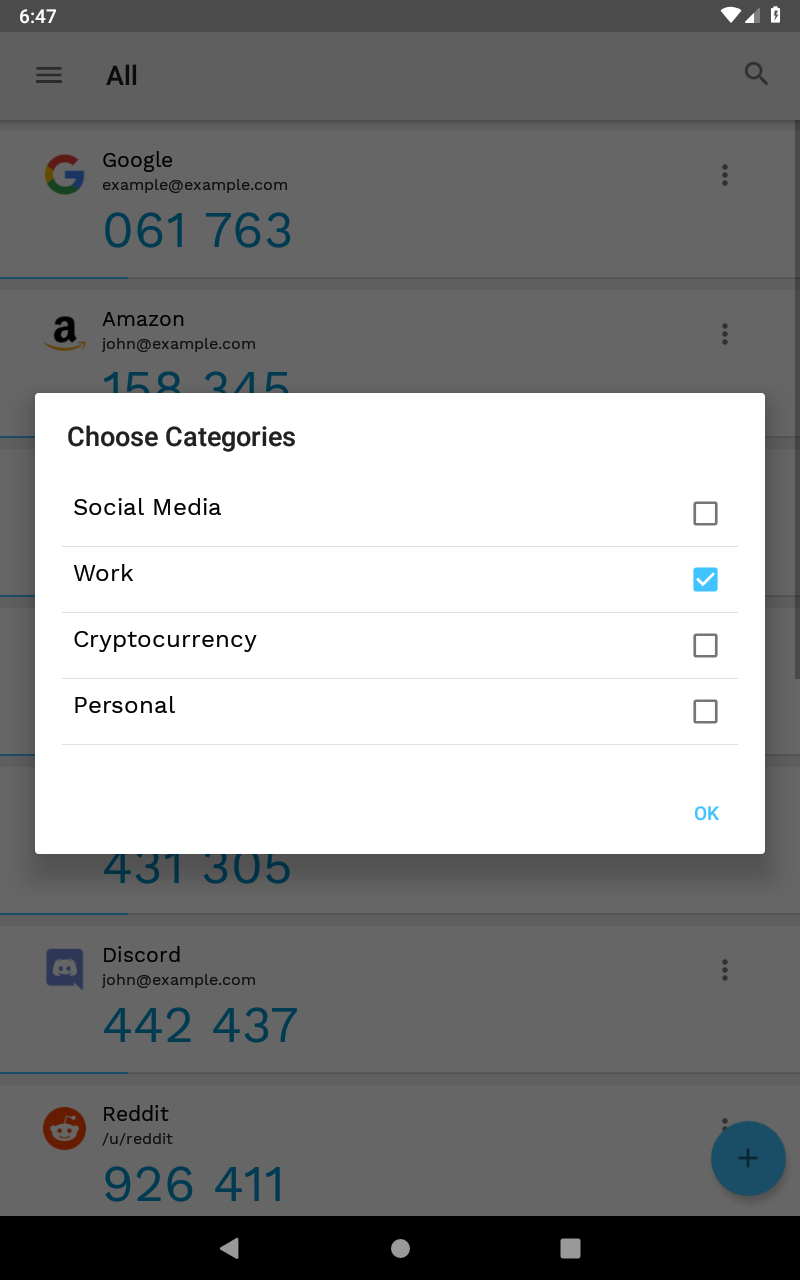 6:47
All
Google
example@example.com
061 763
Amazon
john@example.com
158 345
Choose Categories
Social Media
Work
Cryptocurrency
Personal
OK
431 305
Discord
john@example.com
442 437
Reddit
/u/reddit
926 411